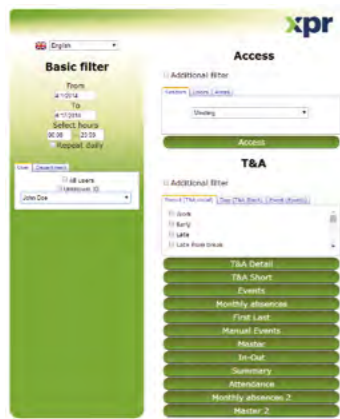 xpr
English
Basic filter
From
4/1/2014
To
4/17/2014
Select hours
00:00 - 23:59
Repeat daily
User Department
All users
Unknown ID
John Doe
Access
Additional filter
Readers Doors Areas
Meeting
Access
T&A
Additional filter
Work
Early
Late
Late from break
T&A Detail
T&A Short
Events
Monthly absences
First Last
Manual Events
Master
In-Out
Summary
Attendance
Monthly absences 2
Master 2